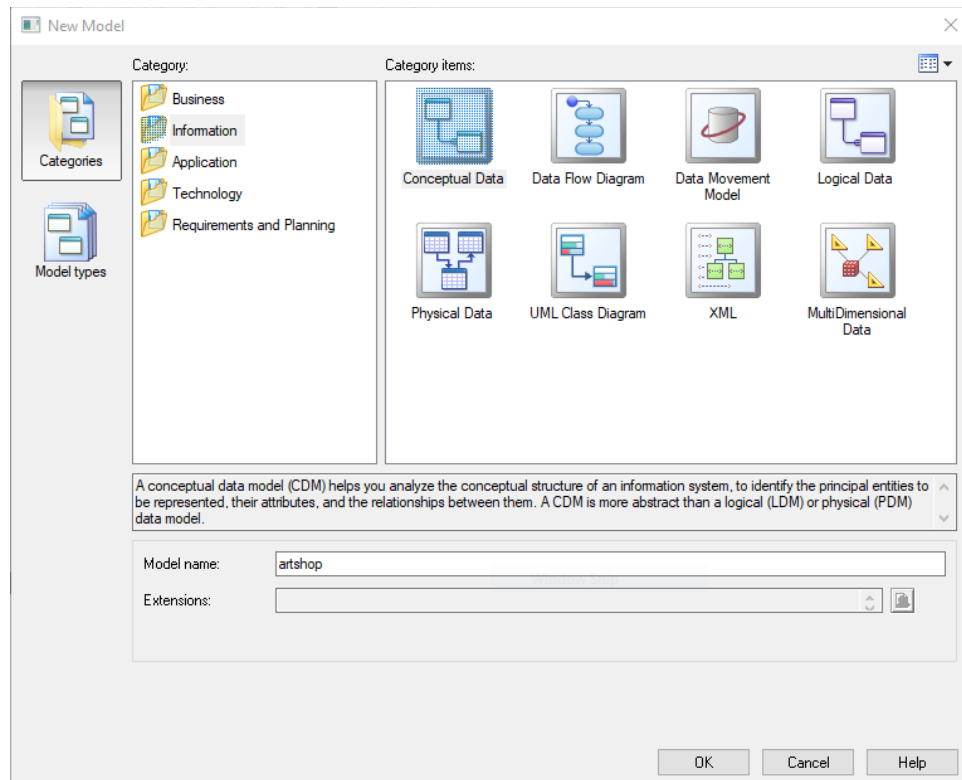 New Model
Category:
Category items:
Categories
Model types
Business
Information
Application
Technology
Requirements and Planning
Conceptual Data
Data Flow Diagram
Data Movement
Model
Logical Data
Physical Data
UML Class Diagram
XML
MultiDimensional
Data
A conceptual data model (CDM) helps you analyze the conceptual structure of an information system, to identify the principal entities to
be represented, their attributes, and the relationships between them. A CDM is more abstract than a logical (LDM) or physical (PDM)
data model.
Model name:
artshop
Window Snip
Extensions:
OK
Cancel
Help